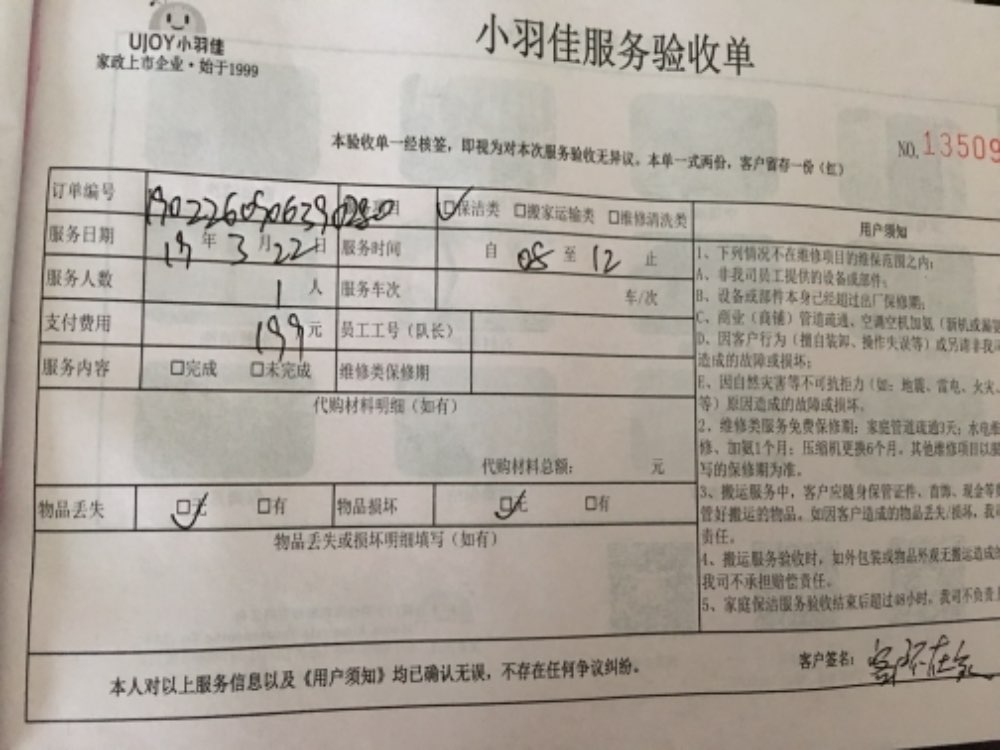 UJOY小羽佳
家政上市企业·始于1999
小羽佳服务验收单
本验收单一经核签，即视为对本次服务验收无异议。本单一式两份，客户留存一份（红）
NO. 13509
订单编号
项目 □保洁类 □搬家运输类 □维修清洗类
服务日期 19年3月22日 服务时间 自 08 至 12 止
服务人数 1 人 服务车次 车/次
支付费用 199元 员工工号（队长）
服务内容 □完成 □未完成 维修类保修期
代购材料明细（如有）
代购材料总额： 元
物品丢失 □无 □有 物品损坏 □无 □有
物品丢失或损坏明细填写（如有）
用户须知
1、下列情况不在维修项目的维保范围之内：
A、非我司员工提供的设备或部件；
B、设备或部件本身已经超过出厂保修期；
C、商业（商铺）管道疏通、空调空机加氨（新机或漏
D、因客户行为（擅自装卸、操作失误等）或另请非我
造成的故障或损坏；
E、因自然灾害等不可抗拒力（如：地震、雷电、火灾、
等）原因造成的故障或损坏。
2、维修类服务免费保修期：家庭管道疏通3天；水电维
修、加氨1个月；压缩机更换6个月，其他维修项目以服
写的保修期为准。
3、搬运服务中，客户应随身保管证件、首饰、现金等
管好搬运的物品。如因客户造成的物品丢失/损坏，我
责任。
4、搬运服务验收时，如外包装或物品外观无搬运造成
我司不承担赔偿责任。
5、家庭保洁服务验收结束后超过48小时，我司不负责
本人对以上服务信息以及《用户须知》均已确认无误，不存在任何争议纠纷。
客户签名：客户不在家